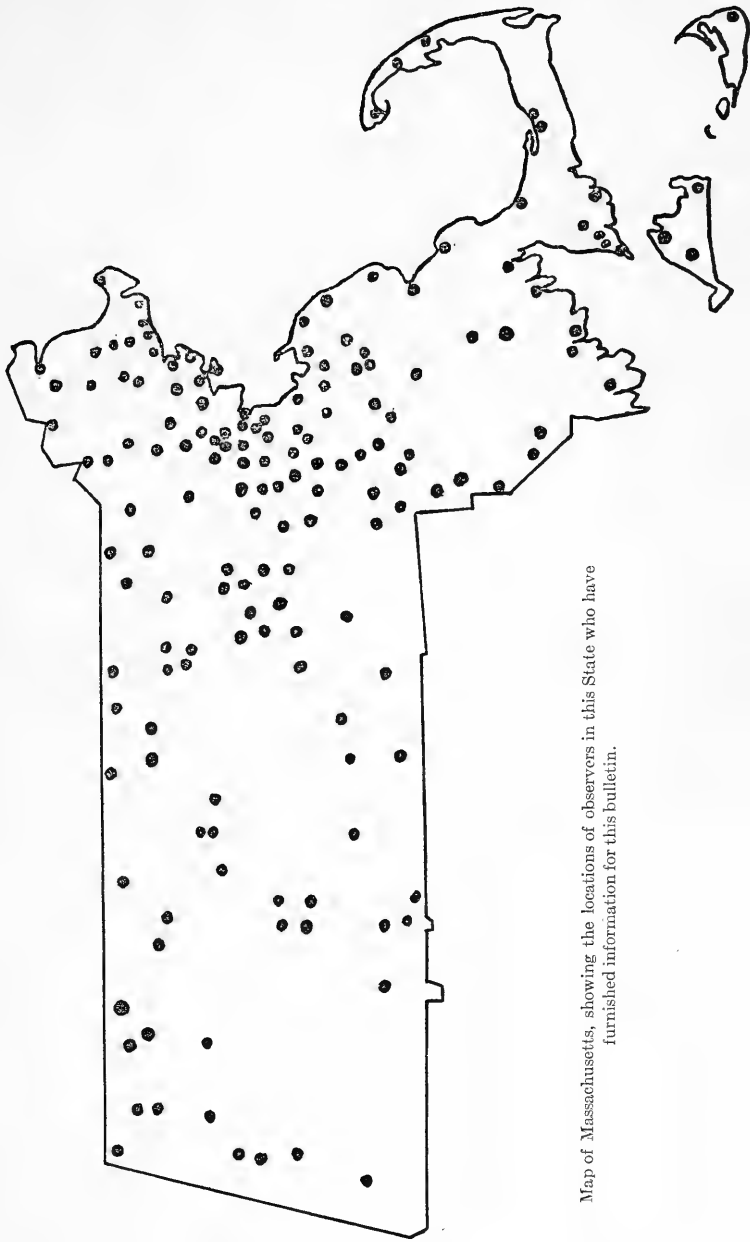 Map of Massachusetts, showing the locations of observers in this State who have
furnished information for this bulletin.